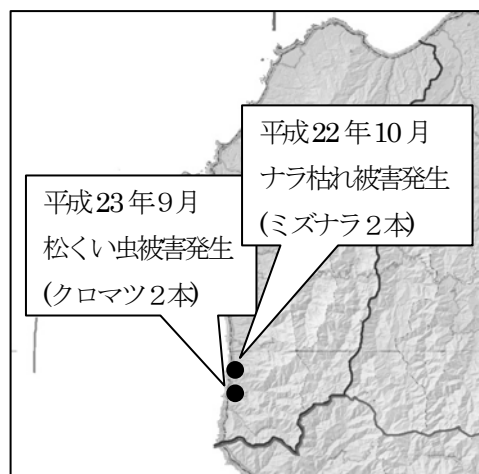 平成22年10月
ナラ枯れ被害発生
(ミズナラ2本)
平成23年9月
松くい虫被害発生
(クロマツ2本)